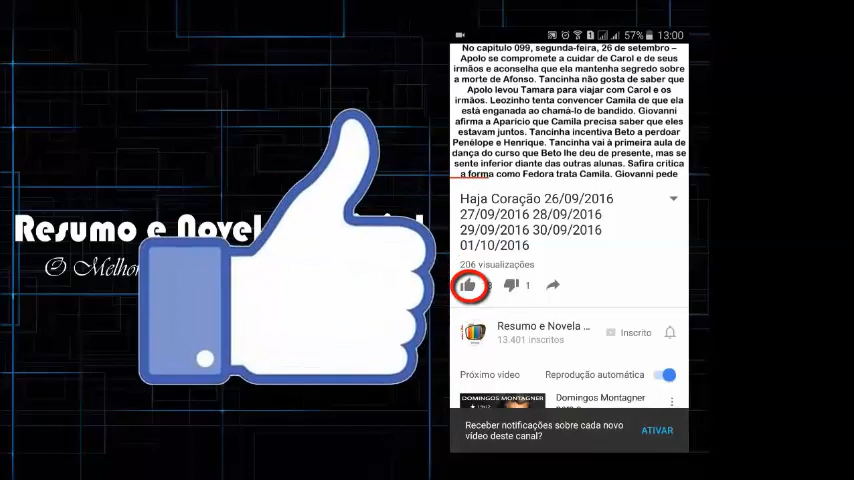 57% 13:00
No capítulo 099, segunda-feira, 26 de setembro –
Apolo se compromete a cuidar de Carol e de seus
irmãos e aconselha que ela mantenha segredo sobre
a morte de Afonso. Tancinha não gosta de saber que
Apolo levou Tamara para viajar com Carol e os
irmãos. Leozinho tenta convencer Camila de que ela
está enganada ao chamá-lo de bandido. Giovanni
afirma a Aparício que Camila precisa saber que eles
estavam juntos. Tancinha incentiva Beto a perdoar
Penélope e Henrique. Tancinha vai à primeira aula de
dança do curso que Beto lhe deu de presente, mas se
sente inferior diante das outras alunas. Safira critica
a forma como Fedora trata Camila. Giovanni pede
Haja Coração 26/09/2016
27/09/2016 28/09/2016
29/09/2016 30/09/2016
01/10/2016
206 visualizações
1
Resumo e Novela ...
13.401 inscritos
Inscrito
Próximo vídeo Reprodução automática
DOMINGOS MONTAGNER
Domingos Montagner
Receber notificações sobre cada novo
vídeo deste canal?
ATIVAR
Resumo e Novel
O Melhor